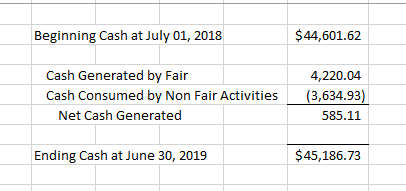 Beginning Cash at July 01, 2018 $44,601.62
Cash Generated by Fair 4,220.04
Cash Consumed by Non Fair Activities (3,634.93)
Net Cash Generated 585.11
Ending Cash at June 30, 2019 $45,186.73